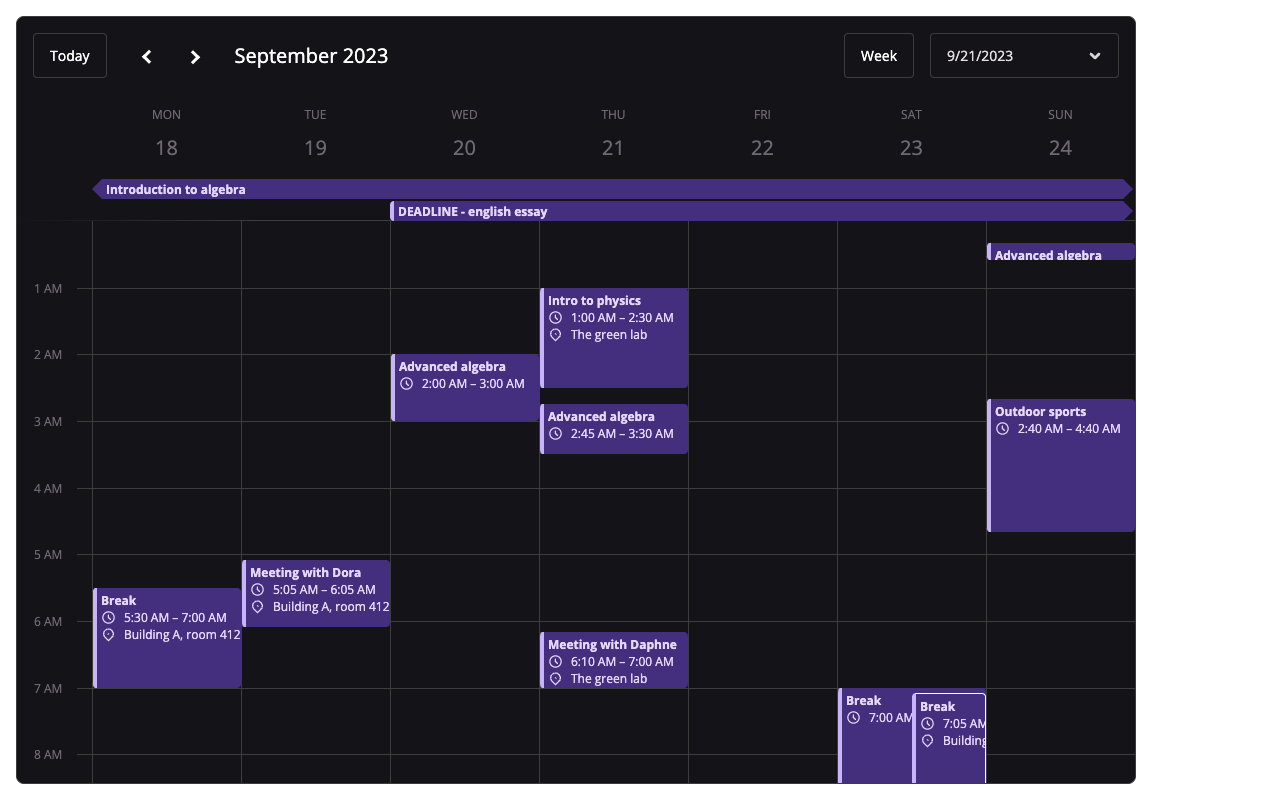 Today
September 2023
Week
9/21/2023
MON
TUE
WED
THU
FRI
SAT
SUN
18
19
20
21
22
23
24
Introduction to algebra
DEADLINE - english essay
Advanced algebra
1 AM
Intro to physics
1:00 AM – 2:30 AM
The green lab
2 AM
Advanced algebra
2:00 AM – 3:00 AM
Advanced algebra
2:45 AM – 3:30 AM
Outdoor sports
2:40 AM – 4:40 AM
3 AM
4 AM
5 AM
Meeting with Dora
5:05 AM – 6:05 AM
Building A, room 412
Break
5:30 AM – 7:00 AM
Building A, room 412
6 AM
Meeting with Daphne
6:10 AM – 7:00 AM
The green lab
7 AM
Break
7:00 AM
Break
7:05 AM
Building
8 AM